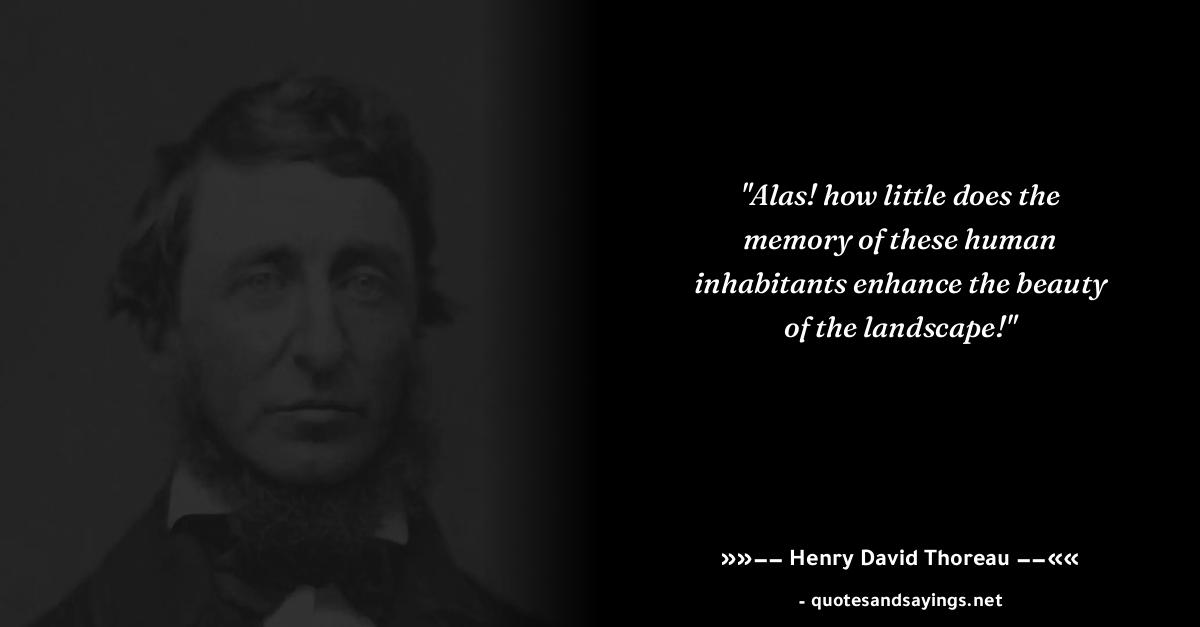 "Alas! how little does the
memory of these human
inhabitants enhance the beauty
of the landscape!"
»»−− Henry David Thoreau −−««
- quotesandsayings.net